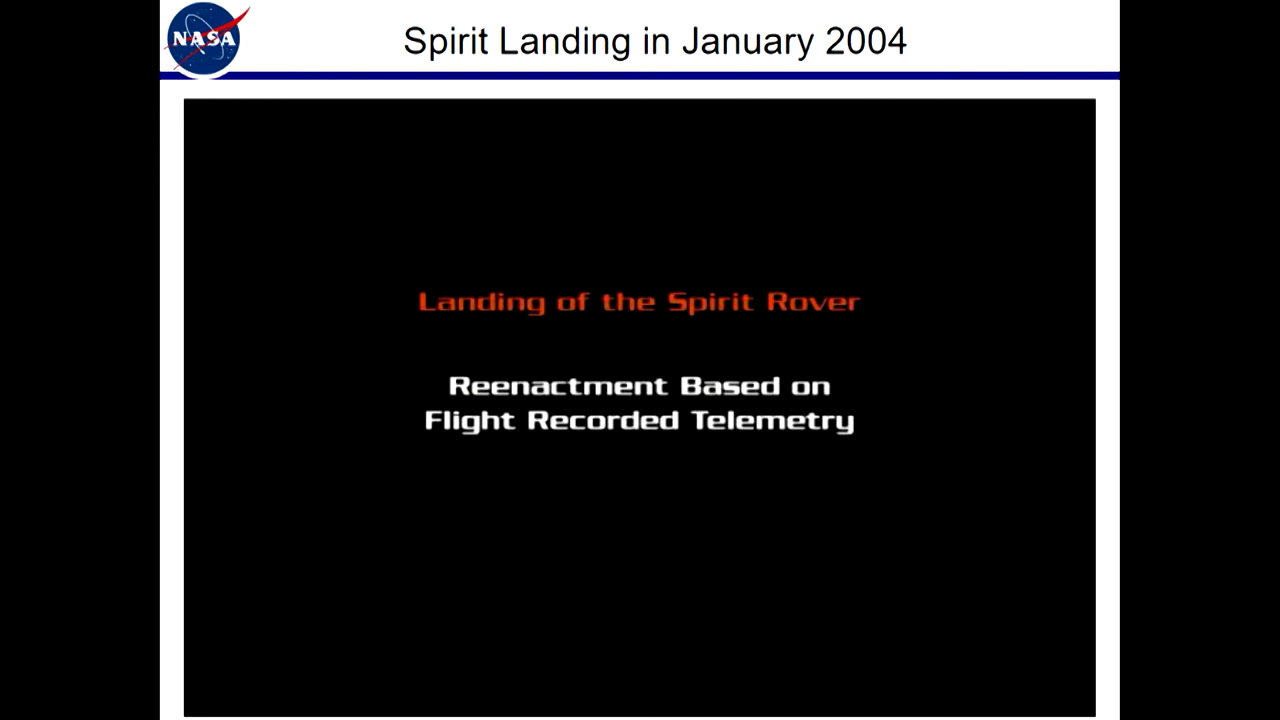 NASA
Spirit Landing in January 2004
Landing of the Spirit Rover
Reenactment Based on
Flight Recorded Telemetry